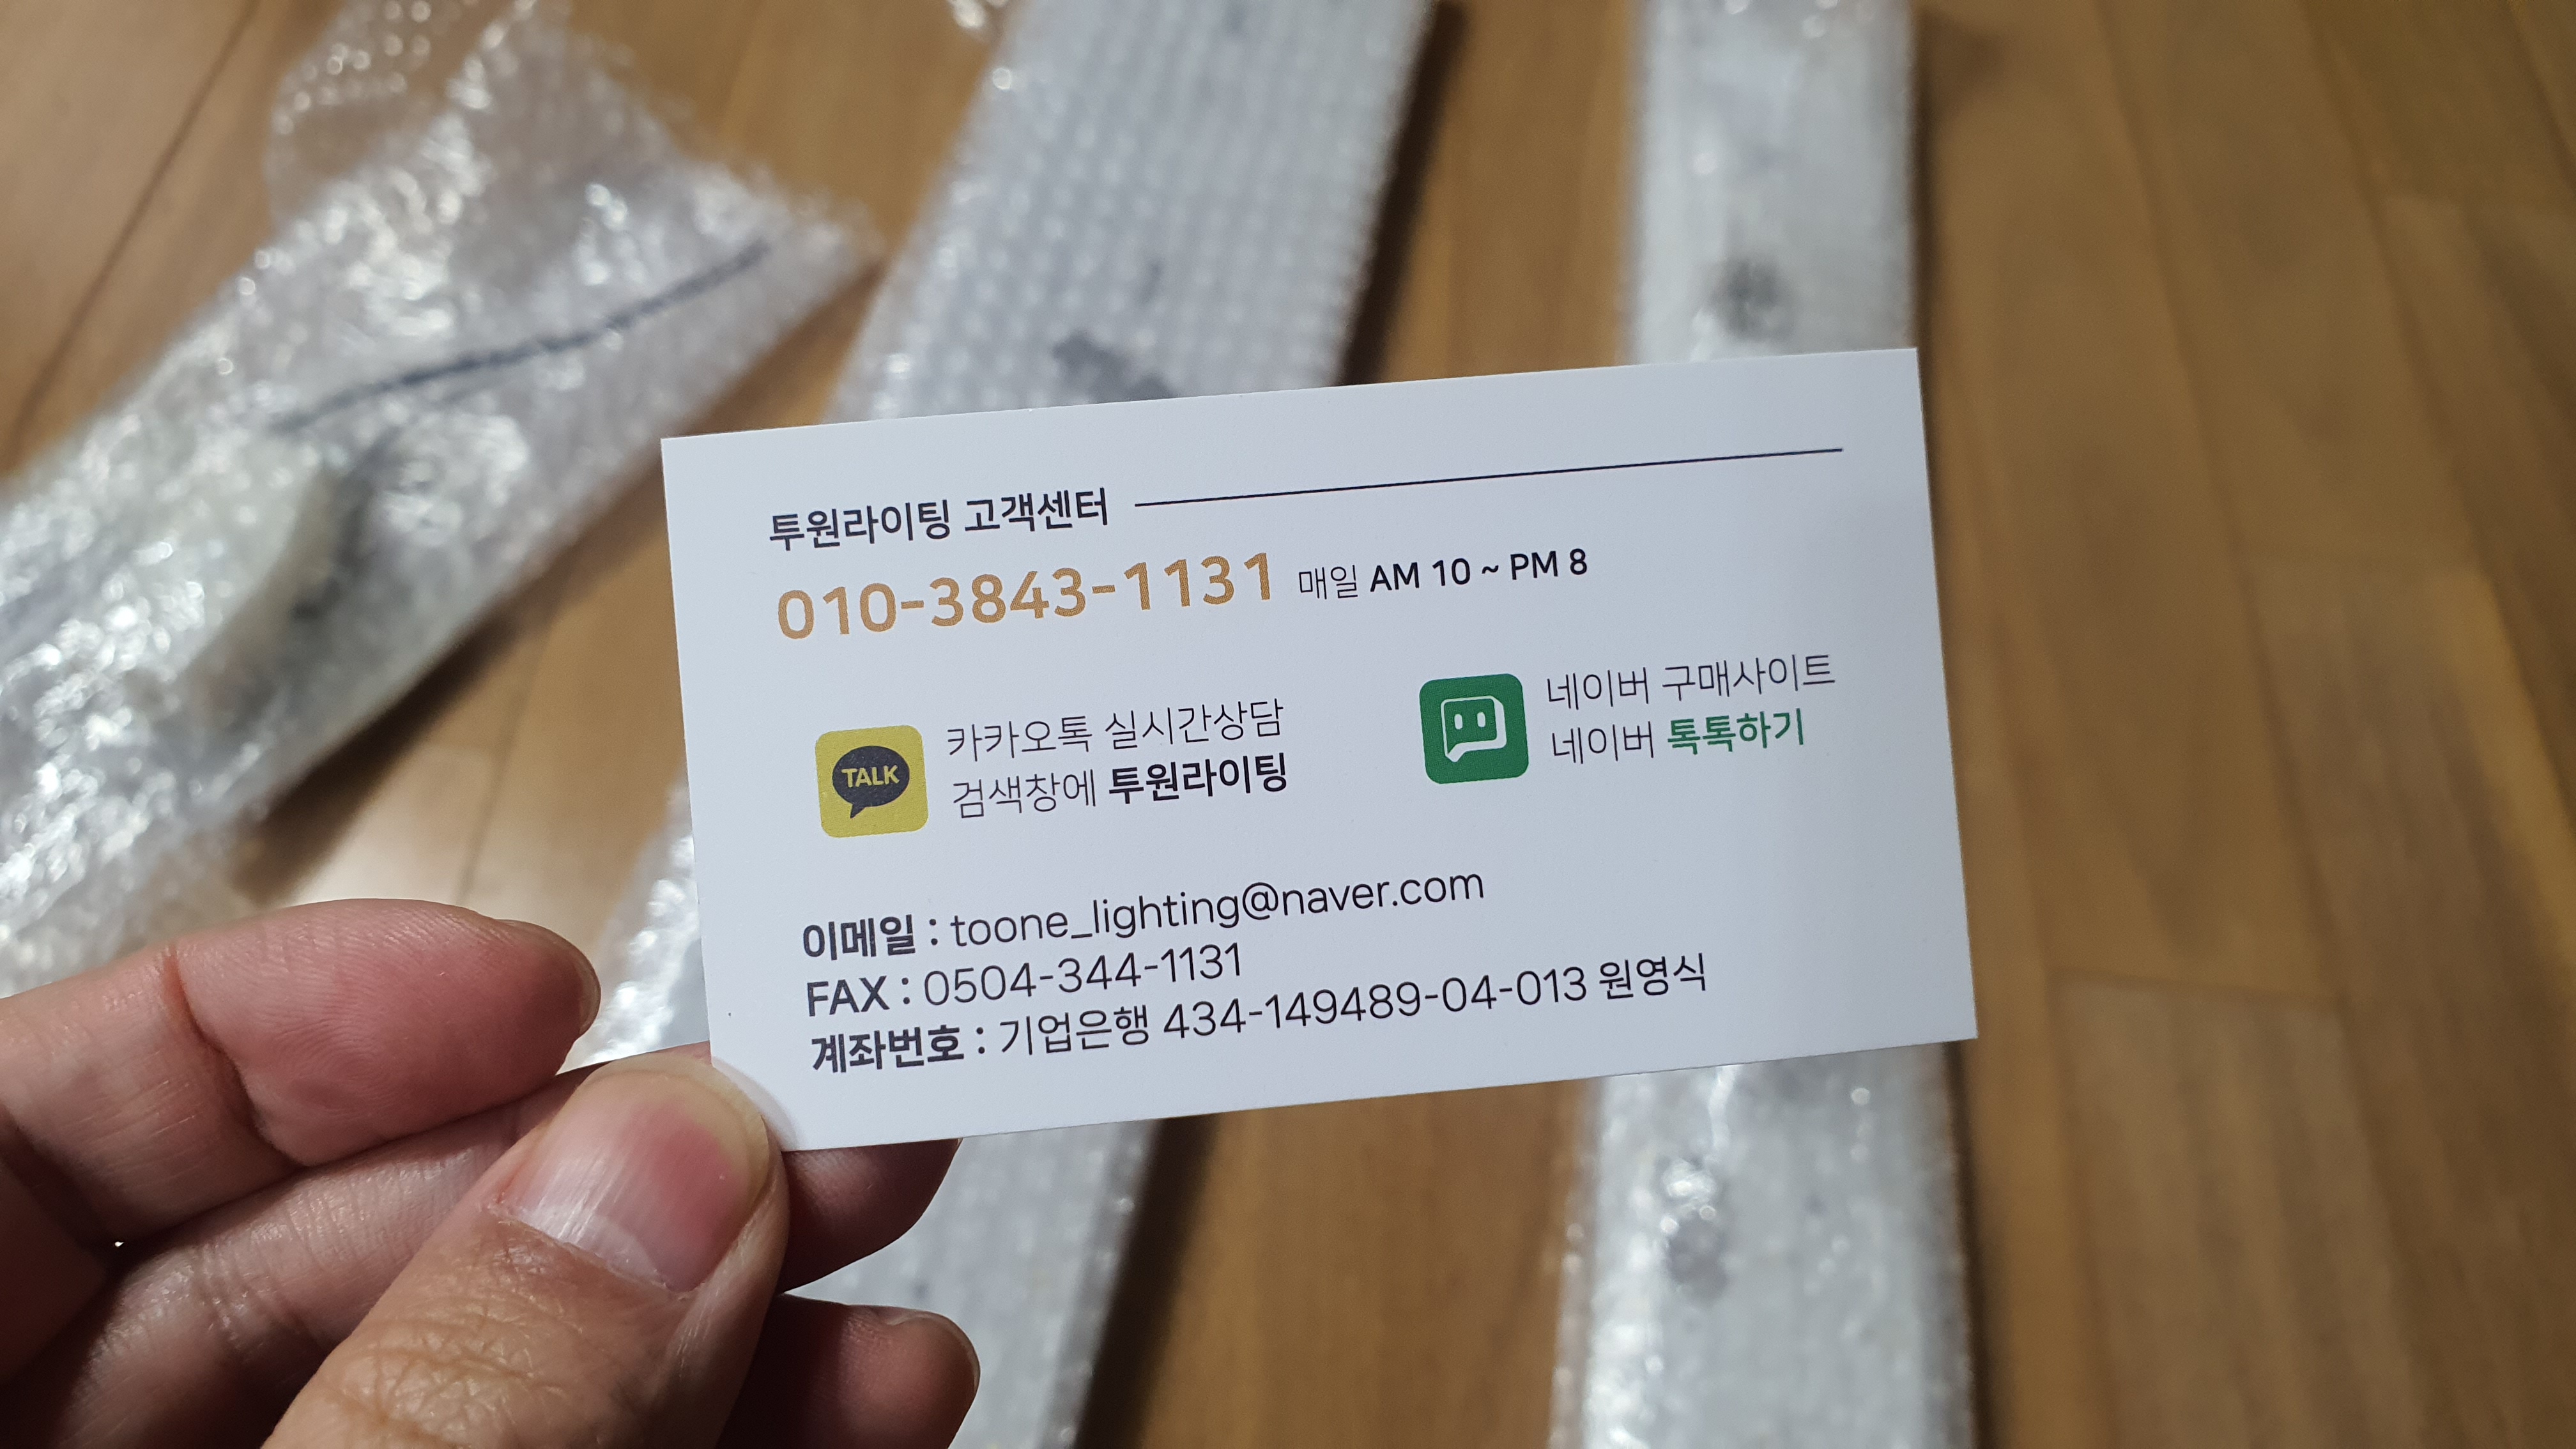 투원라이팅 고객센터
010-3843-1131 매일 AM 10 ~ PM 8
TALK
카카오톡 실시간상담
검색창에 투원라이팅
네이버 구매사이트
네이버 톡톡하기
이메일 : toone_lighting@naver.com
FAX : 0504-344-1131
계좌번호 : 기업은행 434-149489-04-013 원영식